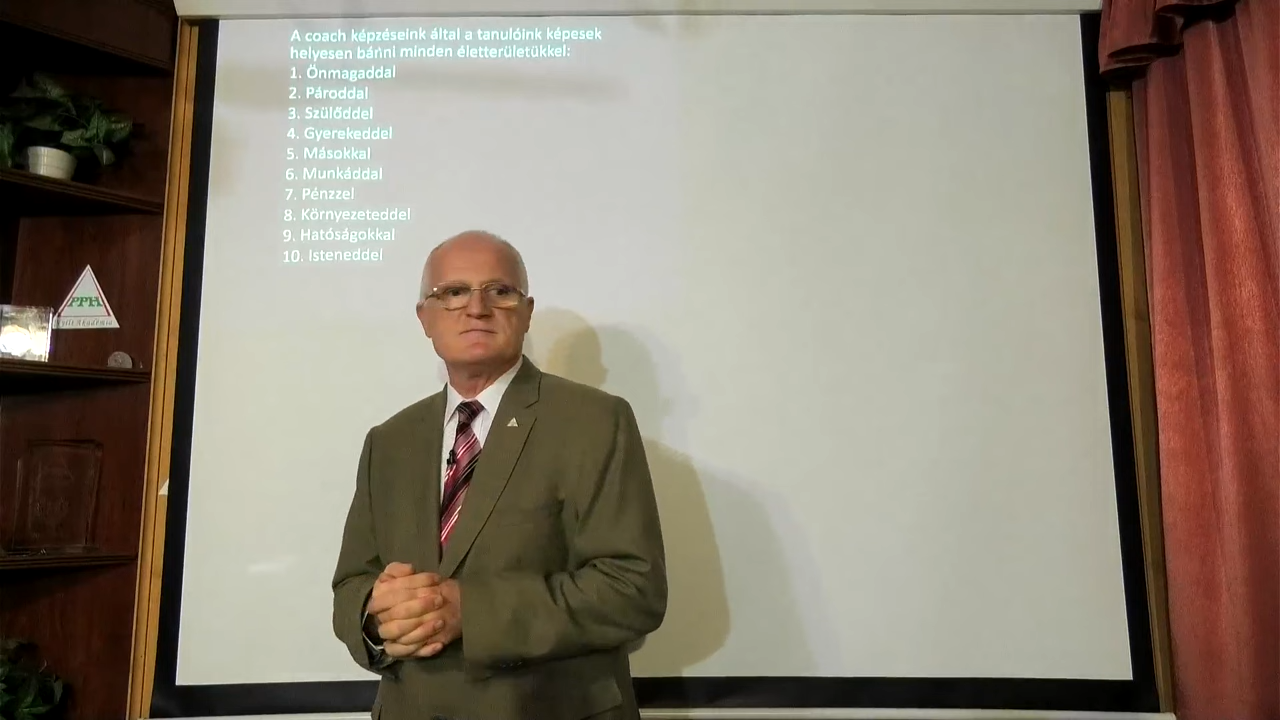 A coach képzéseink által a tanulóink képesek
helyesen bánni minden életterületükkel:
1. Önmagaddal
2. Pároddal
3. Szülőddel
4. Gyerekeddel
5. Másokkal
6. Munkáddal
7. Pénzzel
8. Környezeteddel
9. Hatóságokkal
10. Isteneddel
Akadémia